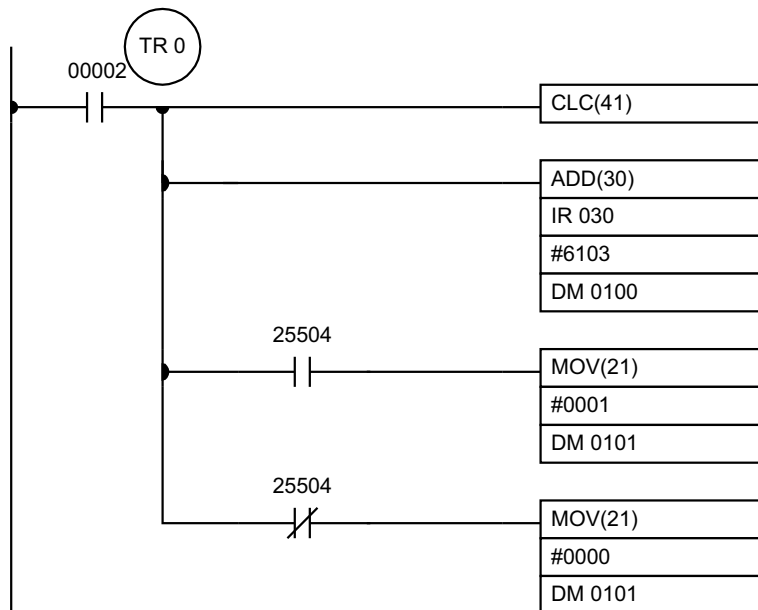 TR 0
00002
CLC(41)
ADD(30)
IR 030
#6103
DM 0100
25504
MOV(21)
#0001
DM 0101
25504
MOV(21)
#0000
DM 0101